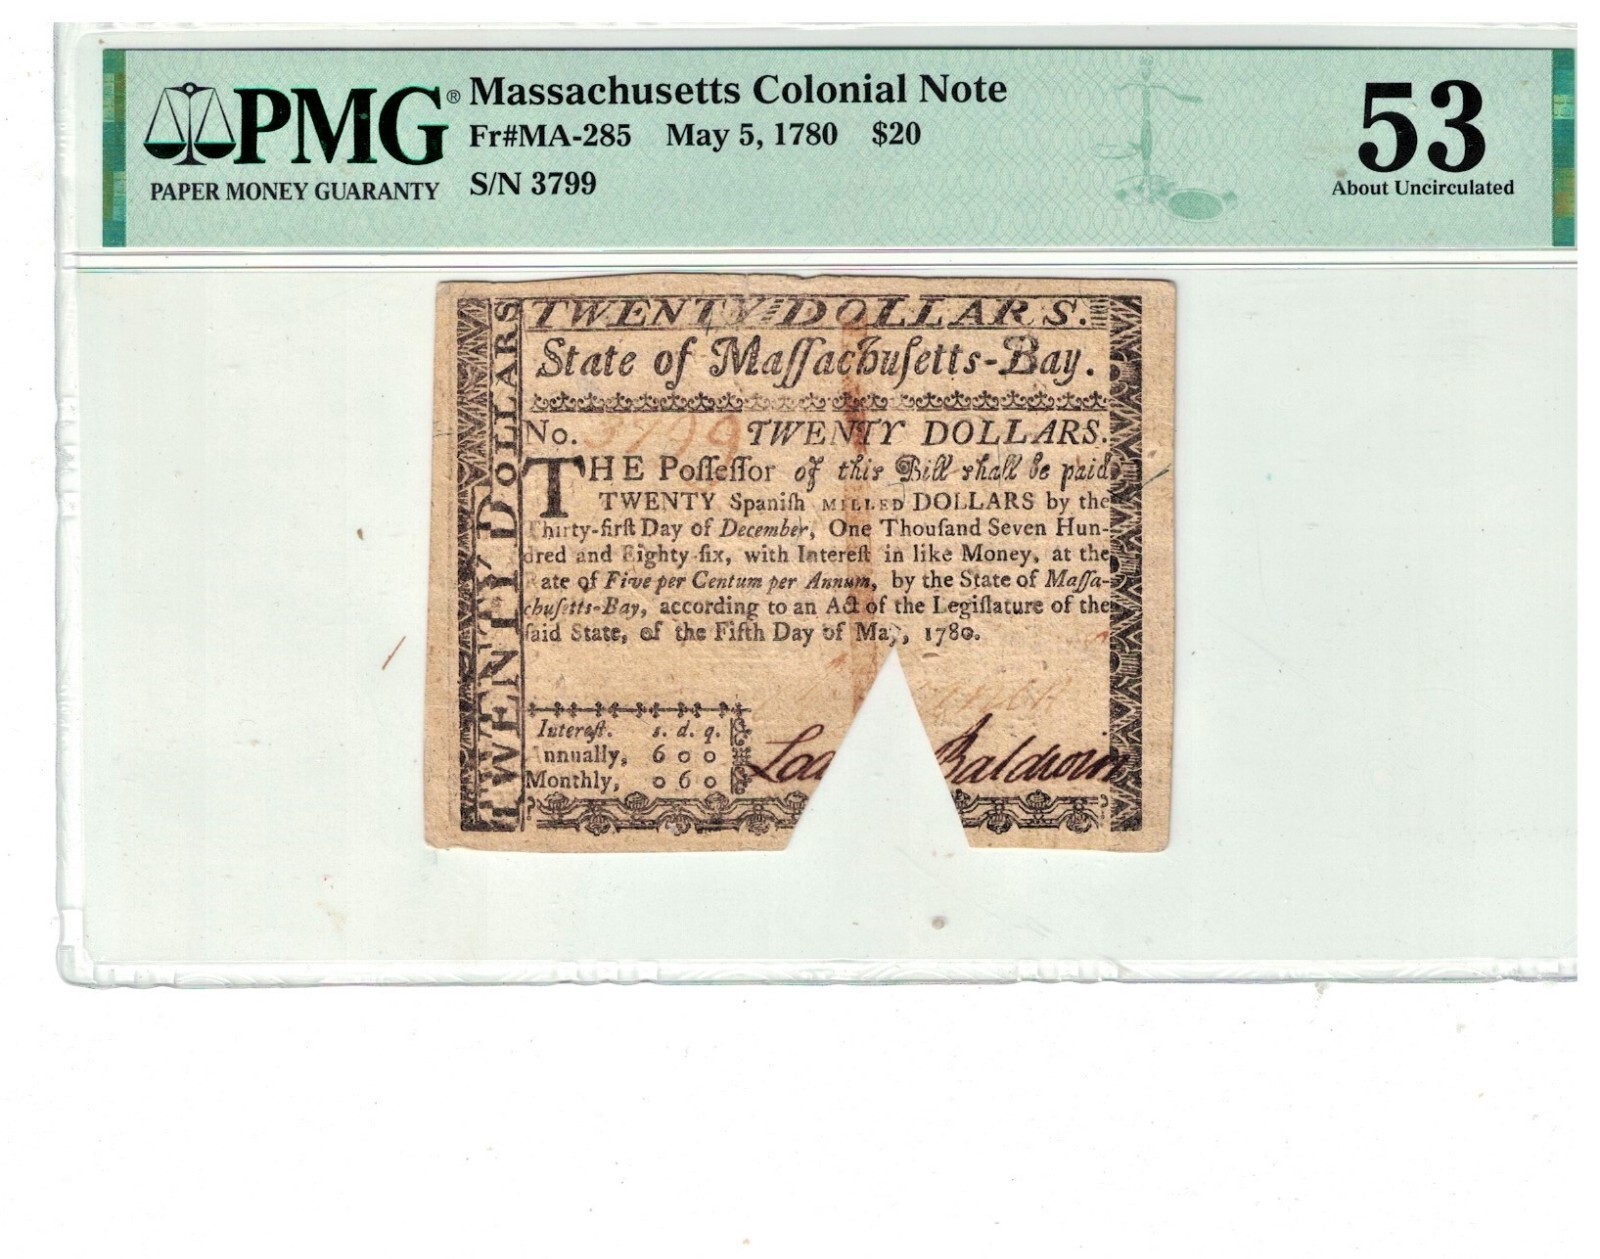 PMG® Massachusetts Colonial Note
Fr#MA-285 May 5, 1780 $20
PAPER MONEY GUARANTY S/N 3799
53
About Uncirculated
TWENTY DOLLARS
TWENTY DOLLARS.
State of Maſſachuſetts-Bay.
No. 3799 TWENTY DOLLARS.
THE Poſſeſſor of this Bill shall be paid
TWENTY Spaniſh MILLED DOLLARS by the
Thirty-firſt Day of December, One Thouſand Seven Hun-
dred and Eighty-ſix, with Intereſt in like Money, at the
Rate of Five per Centum per Annum, by the State of Maſſa-
chuſetts-Bay, according to an Act of the Legiſlature of the
ſaid State, of the Fifth Day of May, 1780.
Intereſt. s. d. q.
Annually, 6 0 0
Monthly, 0 6 0
Loa Baldwin